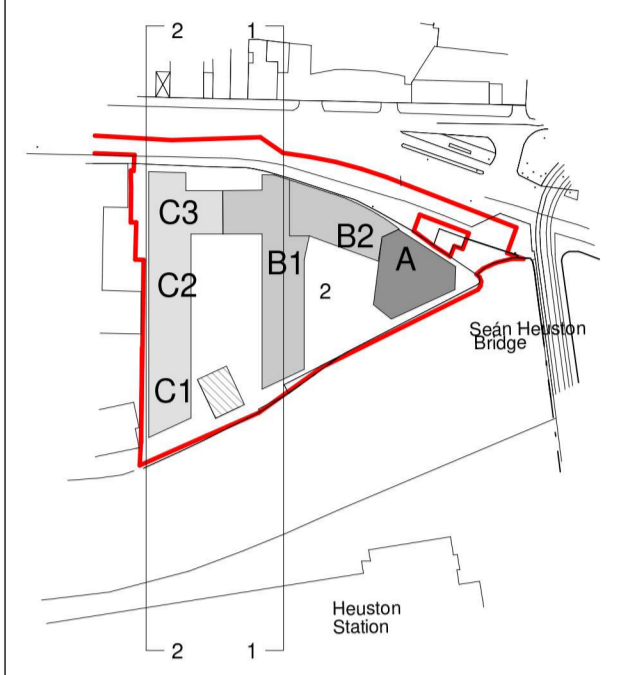 2 1
C3
B2
A
B1
C2
2
Seán Heuston
Bridge
C1
Heuston
Station
2 1